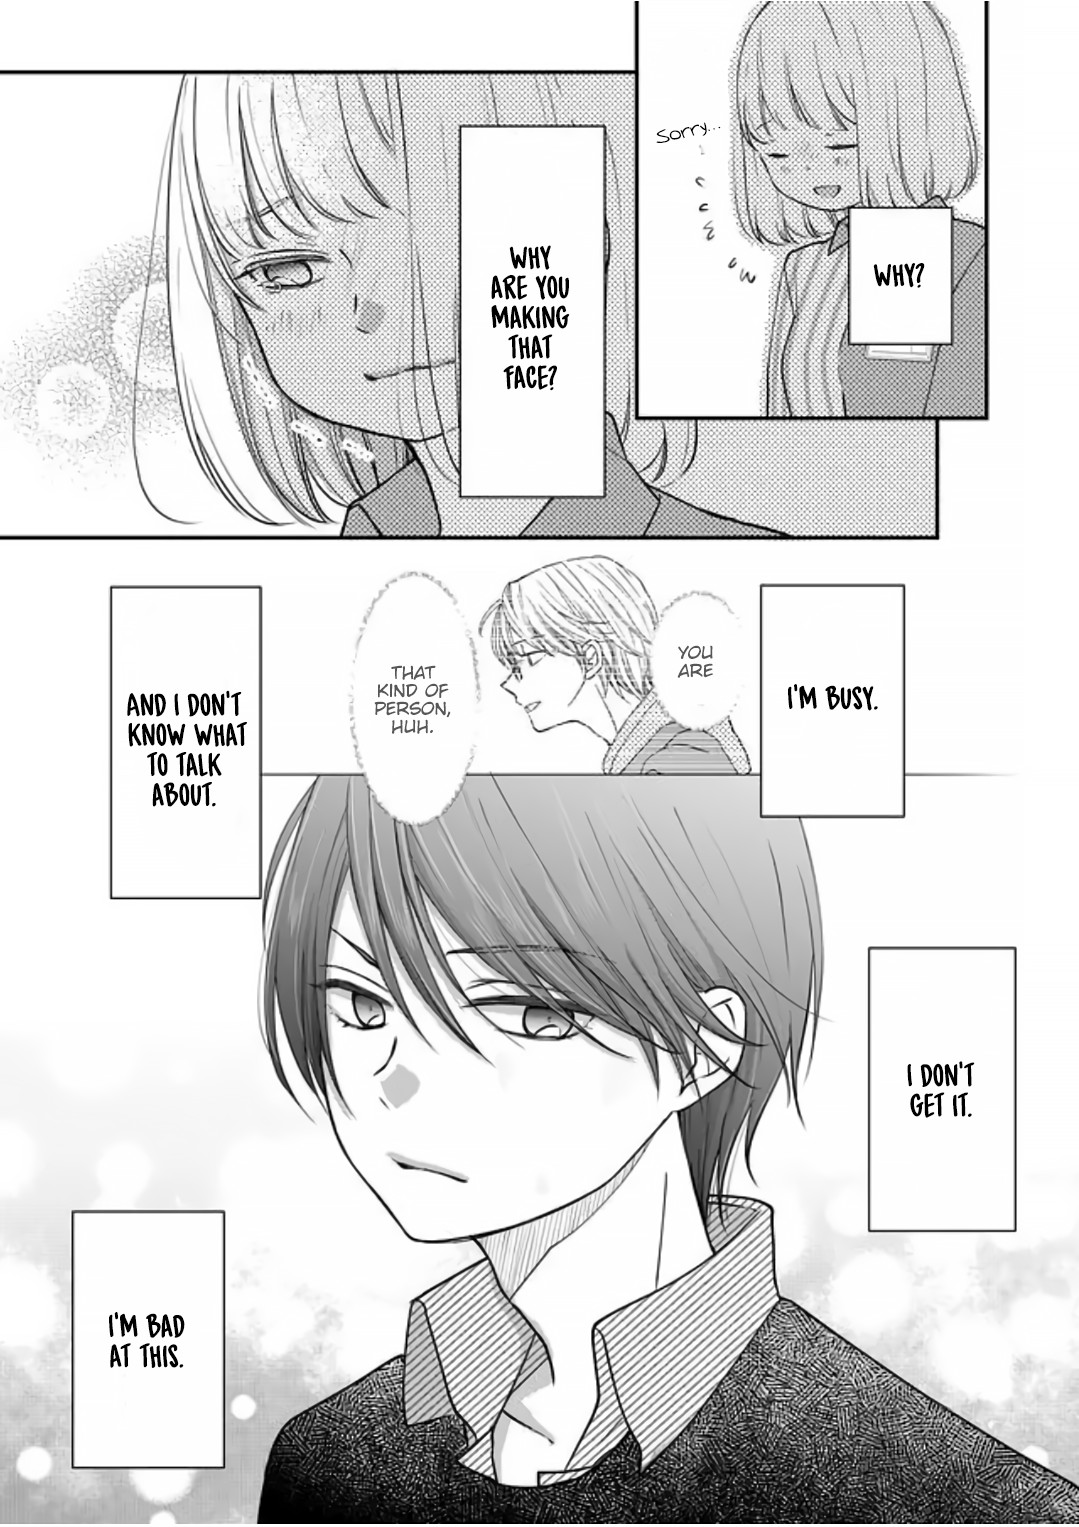 Sorry...
WHY?
WHY
ARE YOU
MAKING
THAT
FACE?
I'M BUSY.
YOU
ARE
THAT
KIND OF
PERSON,
HUH.
AND I DON'T
KNOW WHAT
TO TALK
ABOUT.
I DON'T
GET IT.
I'M BAD
AT THIS.